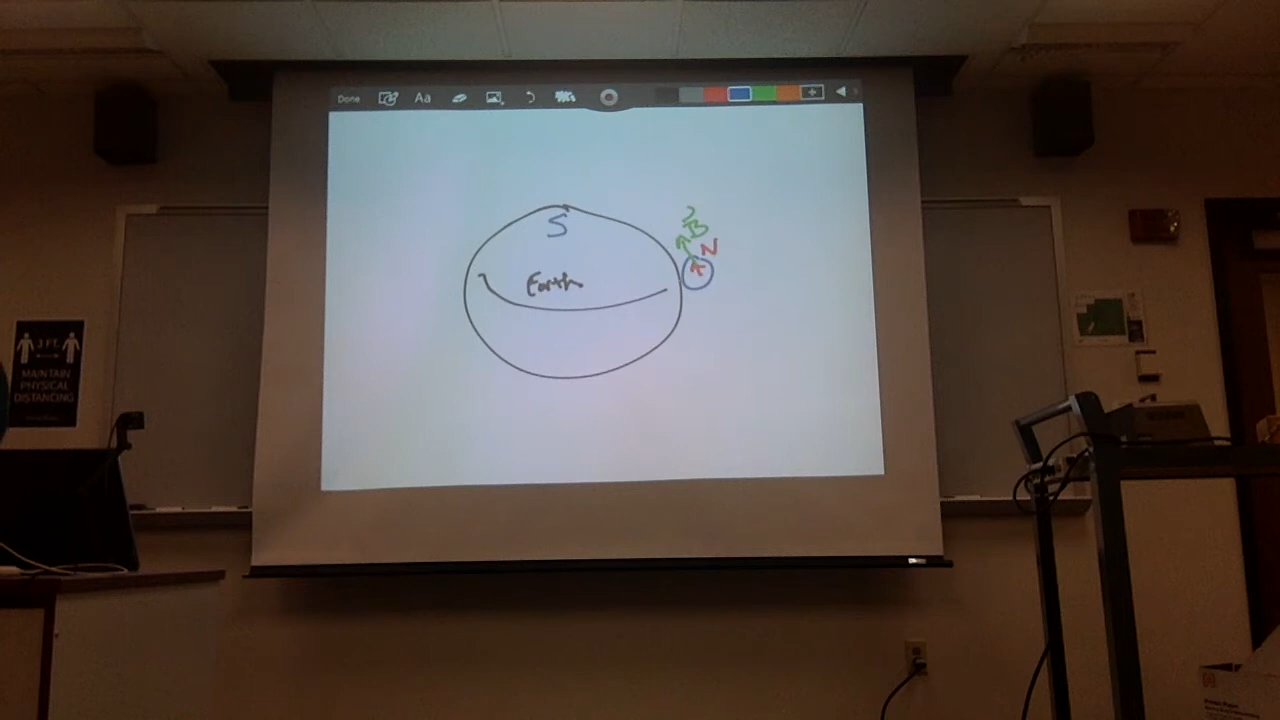 Done Aa
S
B
N
Earth
3 FT.
MAINTAIN
PHYSICAL
DISTANCING